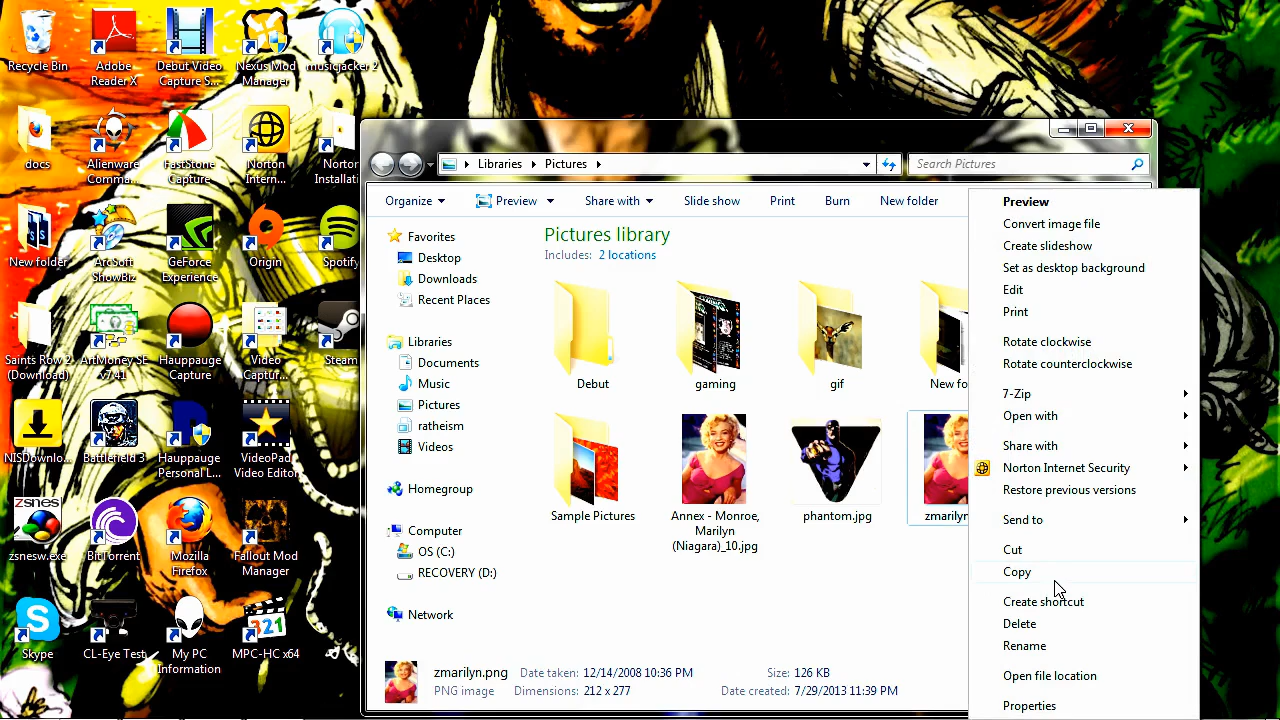 Recycle Bin
Adobe
Reader X
Debut Video
Capture S...
Nexus Mod
Manager
musicjacker 2
docs
Alienware
Comma...
FastStone
Capture
Norton
Intern...
Norton
Installati
New folder
ArcSoft
ShowBiz
GeForce
Experience
Origin
Spotify
Saints Row 2
(Download)
ArtMoney SE
v7.41
Hauppauge
Capture
Video
Captur...
Steam
NISDownlo...
Battlefield 3
Hauppauge
Personal L...
VideoPad
Video Editor
zsnes
zsnesw.exe
BitTorrent
Mozilla
Firefox
Fallout Mod
Manager
Skype
CL-Eye Test
My PC
Information
321
MPC-HC x64
Libraries
Pictures
Search Pictures
Organize
Preview
Share with
Slide show
Print
Burn
New folder
Favorites
Desktop
Downloads
Recent Places
Libraries
Documents
Music
Pictures
ratheism
Videos
Homegroup
Computer
OS (C:)
RECOVERY (D:)
Network
Pictures library
Includes: 2 locations
Debut
gaming
gif
New fo
Sample Pictures
Annex - Monroe,
Marilyn
(Niagara)_10.jpg
phantom.jpg
zmarilyn
zmarilyn.png
Date taken: 12/14/2008 10:36 PM
Size: 126 KB
PNG image
Dimensions: 212 x 277
Date created: 7/29/2013 11:39 PM
Preview
Convert image file
Create slideshow
Set as desktop background
Edit
Print
Rotate clockwise
Rotate counterclockwise
7-Zip
Open with
Share with
Norton Internet Security
Restore previous versions
Send to
Cut
Copy
Create shortcut
Delete
Rename
Open file location
Properties